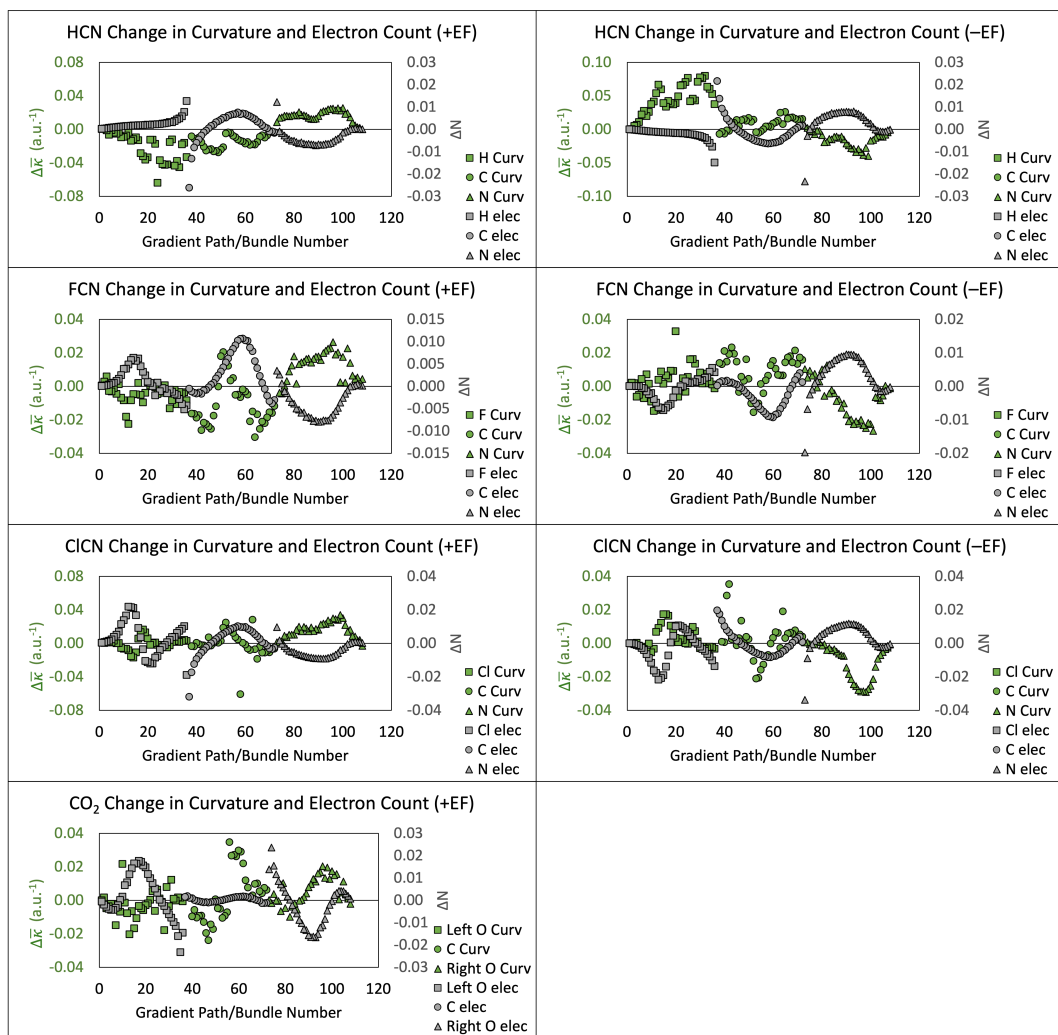 HCN Change in Curvature and Electron Count (+EF)
0.08
0.04
0.00
-0.04
-0.08
Δκ̅ (a.u.⁻¹)
0.03
0.02
0.01
0.00
-0.01
-0.02
-0.03
ΔN
0 20 40 60 80 100 120
Gradient Path/Bundle Number
H Curv
C Curv
N Curv
H elec
C elec
N elec
HCN Change in Curvature and Electron Count (–EF)
0.10
0.05
0.00
-0.05
-0.10
Δκ̅ (a.u.⁻¹)
0.03
0.02
0.01
0.00
-0.01
-0.02
-0.03
ΔN
0 20 40 60 80 100 120
Gradient Path/Bundle Number
H Curv
C Curv
N Curv
H elec
C elec
N elec
FCN Change in Curvature and Electron Count (+EF)
0.04
0.02
0.00
-0.02
-0.04
Δκ̅ (a.u.⁻¹)
0.015
0.010
0.005
0.000
-0.005
-0.010
-0.015
ΔN
0 20 40 60 80 100 120
Gradient Path/Bundle Number
F Curv
C Curv
N Curv
F elec
C elec
N elec
FCN Change in Curvature and Electron Count (–EF)
0.04
0.02
0.00
-0.02
-0.04
Δκ̅ (a.u.⁻¹)
0.02
0.01
0.00
-0.01
-0.02
ΔN
0 20 40 60 80 100 120
Gradient Path/Bundle Number
F Curv
C Curv
N Curv
F elec
C elec
N elec
ClCN Change in Curvature and Electron Count (+EF)
0.08
0.04
0.00
-0.04
-0.08
Δκ̅ (a.u.⁻¹)
0.04
0.02
0.00
-0.02
-0.04
ΔN
0 20 40 60 80 100 120
Gradient Path/Bundle Number
Cl Curv
C Curv
N Curv
Cl elec
C elec
N elec
ClCN Change in Curvature and Electron Count (–EF)
0.04
0.02
0.00
-0.02
-0.04
Δκ̅ (a.u.⁻¹)
0.04
0.02
0.00
-0.02
-0.04
ΔN
0 20 40 60 80 100 120
Gradient Path/Bundle Number
Cl Curv
C Curv
N Curv
Cl elec
C elec
N elec
CO₂ Change in Curvature and Electron Count (+EF)
0.04
0.02
0.00
-0.02
-0.04
Δκ̅ (a.u.⁻¹)
0.03
0.02
0.01
0.00
-0.01
-0.02
-0.03
ΔN
0 20 40 60 80 100 120
Gradient Path/Bundle Number
Left O Curv
C Curv
Right O Curv
Left O elec
C elec
Right O elec